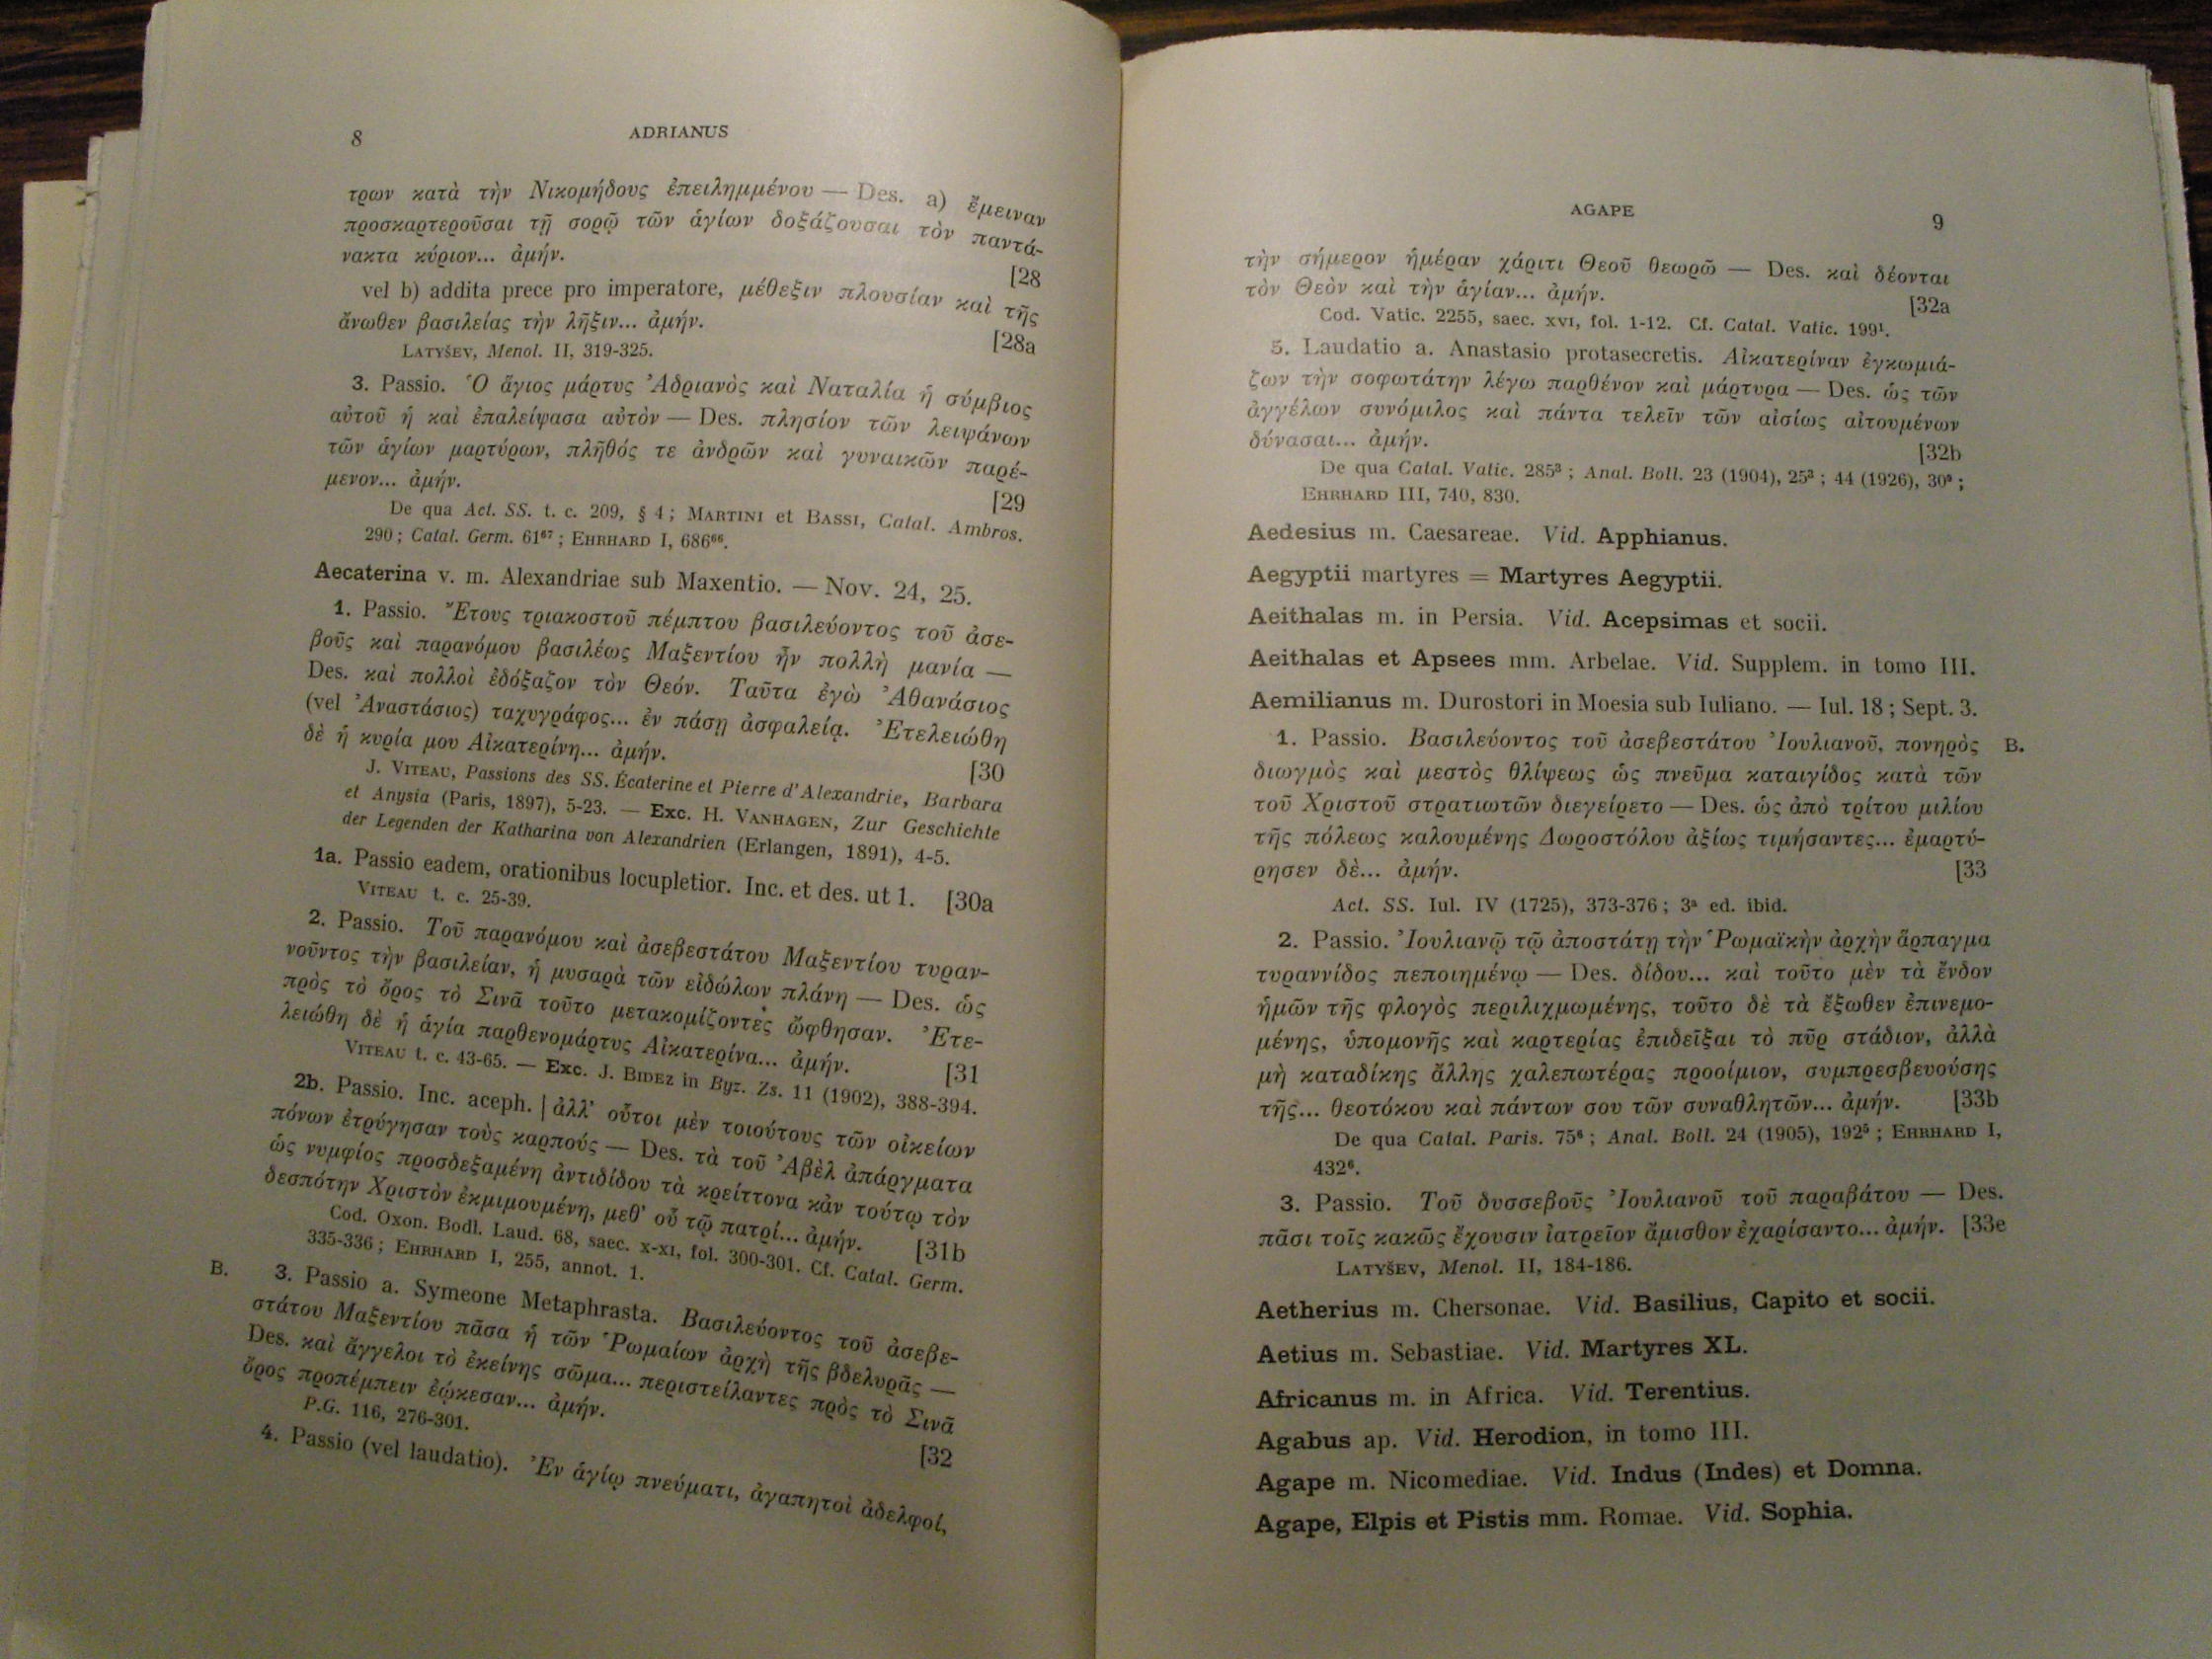 8
ADRIANUS
τρων κατὰ τὴν Νικομήδους ἐπειλημμένου — Des. a) ἔμειναν
προσκαρτεροῦσαι τῇ σορῷ τῶν ἁγίων δοξάζουσαι τὸν παντά-
νακτα κύριον... ἀμήν. [28
vel b) addita prece pro imperatore, μέθεξιν πλουσίαν καὶ τῆς
ἄνωθεν βασιλείας τὴν λῆξιν... ἀμήν. [28a
LATYŠEV, Menol. II, 319-325.
3. Passio. Ὁ ἅγιος μάρτυς Ἀδριανὸς καὶ Ναταλία ἡ σύμβιος
αὐτοῦ ἡ καὶ ἐπαλείψασα αὐτὸν — Des. πλησίον τῶν λειψάνων
τῶν ἁγίων μαρτύρων, πλῆθός τε ἀνδρῶν καὶ γυναικῶν παρέ-
μενον... ἀμήν. [29
De qua Act. SS. t. c. 209, § 4 ; MARTINI et BASSI, Catal. Ambros.
290 ; Catal. Germ. 61⁶⁷ ; EHRHARD I, 686⁶⁶.
Aecaterina v. m. Alexandriae sub Maxentio. — Nov. 24, 25.
1. Passio. Ἔτους τριακοστοῦ πέμπτου βασιλεύοντος τοῦ ἀσε-
βοῦς καὶ παρανόμου βασιλέως Μαξεντίου ἦν πολλὴ μανία —
Des. καὶ πολλοὶ ἐδόξαζον τὸν Θεόν. Ταῦτα ἐγὼ Ἀθανάσιος
(vel Ἀναστάσιος) ταχυγράφος... ἐν πάσῃ ἀσφαλείᾳ. Ἐτελειώθη
δὲ ἡ κυρία μου Αἰκατερίνη... ἀμήν. [30
J. VITEAU, Passions des SS. Écaterine et Pierre d'Alexandrie, Barbara
et Anysia (Paris, 1897), 5-23. — Exc. H. VANHAGEN, Zur Geschichte
der Legenden der Katharina von Alexandrien (Erlangen, 1891), 4-5.
1a. Passio eadem, orationibus locupletior. Inc. et des. ut 1. [30a
VITEAU t. c. 25-39.
2. Passio. Τοῦ παρανόμου καὶ ἀσεβεστάτου Μαξεντίου τυραν-
νοῦντος τὴν βασιλείαν, ἡ μυσαρὰ τῶν εἰδώλων πλάνη — Des. ὡς
πρὸς τὸ ὄρος τὸ Σινᾶ τοῦτο μετακομίζοντες ὤφθησαν. Ἐτε-
λειώθη δὲ ἡ ἁγία παρθενομάρτυς Αἰκατερίνα... ἀμήν. [31
VITEAU t. c. 43-65. — Exc. J. BIDEZ in Byz. Zs. 11 (1902), 388-394.
2b. Passio. Inc. aceph. | ἀλλ' οὗτοι μὲν τοιούτους τῶν οἰκείων
πόνων ἐτρύγησαν τοὺς καρπούς — Des. τὰ τοῦ Ἀβὲλ ἀπάργματα
ὡς νυμφίος προσδεξαμένη ἀντιδίδου τὰ κρείττονα κἀν τούτῳ τὸν
δεσπότην Χριστὸν ἐκμιμουμένη, μεθ' οὗ τῷ πατρί... ἀμήν. [31b
Cod. Oxon. Bodl. Laud. 68, saec. X-XI, fol. 300-301. Cf. Catal. Germ.
335-336 ; EHRHARD I, 255, annot. 1.
B. 3. Passio a. Symeone Metaphrasta. Βασιλεύοντος τοῦ ἀσεβε-
στάτου Μαξεντίου πᾶσα ἡ τῶν Ῥωμαίων ἀρχὴ τῆς βδελυρᾶς —
Des. καὶ ἄγγελοι τὸ ἐκείνης σῶμα... περιστείλαντες πρὸς τὸ Σινᾶ
ὄρος προπέμπειν ἐῴκεσαν... ἀμήν. [32
P.G. 116, 276-301.
4. Passio (vel laudatio). Ἐν ἁγίῳ πνεύματι, ἀγαπητοὶ ἀδελφοί,
AGAPE
9
τὴν σήμερον ἡμέραν χάριτι Θεοῦ θεωρῶ — Des. καὶ δέονται
τὸν Θεὸν καὶ τὴν ἁγίαν... ἀμήν. [32a
Cod. Vatic. 2255, saec. XVI, fol. 1-12. Cf. Catal. Vatic. 199¹.
5. Laudatio a. Anastasio protasecretis. Αἰκατερίναν ἐγκωμιά-
ζων τὴν σοφωτάτην λέγω παρθένον καὶ μάρτυρα — Des. ὡς τῶν
ἀγγέλων συνόμιλος καὶ πάντα τελεῖν τῶν αἰσίως αἰτουμένων
δύνασαι... ἀμήν. [32b
De qua Catal. Vatic. 285³ ; Anal. Boll. 23 (1904), 25³ ; 44 (1926), 30⁹ ;
EHRHARD III, 740, 830.
Aedesius m. Caesareae. Vid. Apphianus.
Aegyptii martyres = Martyres Aegyptii.
Aeithalas m. in Persia. Vid. Acepsimas et socii.
Aeithalas et Apsees mm. Arbelae. Vid. Supplem. in tomo III.
Aemilianus m. Durostori in Moesia sub Iuliano. — Iul. 18 ; Sept. 3.
1. Passio. Βασιλεύοντος τοῦ ἀσεβεστάτου Ἰουλιανοῦ, πονηρὸς B.
διωγμὸς καὶ μεστὸς θλίψεως ὡς πνεῦμα καταιγίδος κατὰ τῶν
τοῦ Χριστοῦ στρατιωτῶν διεγείρετο — Des. ὡς ἀπὸ τρίτου μιλίου
τῆς πόλεως καλουμένης Δωροστόλου ἀξίως τιμήσαντες... ἐμαρτύ-
ρησεν δὲ... ἀμήν. [33
Act. SS. Iul. IV (1725), 373-376 ; 3ᵃ ed. ibid.
2. Passio. Ἰουλιανῷ τῷ ἀποστάτῃ τὴν Ῥωμαϊκὴν ἀρχὴν ἅρπαγμα
τυραννίδος πεποιημένῳ — Des. δίδου... καὶ τοῦτο μὲν τὰ ἔνδον
ἡμῶν τῆς φλογὸς περιλιχμωμένης, τοῦτο δὲ τὰ ἔξωθεν ἐπινεμο-
μένης, ὑπομονῆς καὶ καρτερίας ἐπιδεῖξαι τὸ πῦρ στάδιον, ἀλλὰ
μὴ καταδίκης ἄλλης χαλεπωτέρας προοίμιον, συμπρεσβευούσης
τῆς... θεοτόκου καὶ πάντων σου τῶν συναθλητῶν... ἀμήν. [33b
De qua Catal. Paris. 75⁶ ; Anal. Boll. 24 (1905), 192⁵ ; EHRHARD I,
432⁶.
3. Passio. Τοῦ δυσσεβοῦς Ἰουλιανοῦ τοῦ παραβάτου — Des.
πᾶσι τοῖς κακῶς ἔχουσιν ἰατρεῖον ἄμισθον ἐχαρίσαντο... ἀμήν. [33e
LATYŠEV, Menol. II, 184-186.
Aetherius m. Chersonae. Vid. Basilius, Capito et socii.
Aetius m. Sebastiae. Vid. Martyres XL.
Africanus m. in Africa. Vid. Terentius.
Agabus ap. Vid. Herodion, in tomo III.
Agape m. Nicomediae. Vid. Indus (Indes) et Domna.
Agape, Elpis et Pistis mm. Romae. Vid. Sophia.